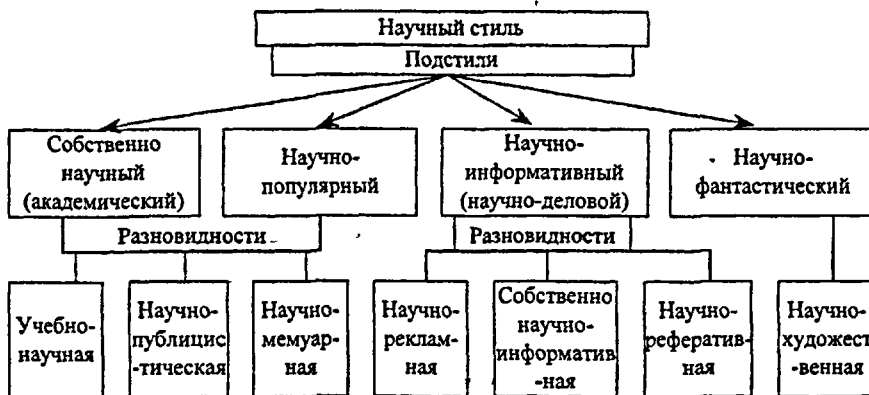 Научный стиль
Подстили
Собственно
научный
(академический)
Научно-
популярный
Научно-
информативный
(научно-деловой)
Научно-
фантастический
Разновидности
Разновидности
Учебно-
научная
Научно-
публицис
-тическая
Научно-
мемуар-
ная
Научно-
реклам-
ная
Собственно
научно-
информатив
-ная
Научно-
реферatив-
ная
Научно-
художест
-венная